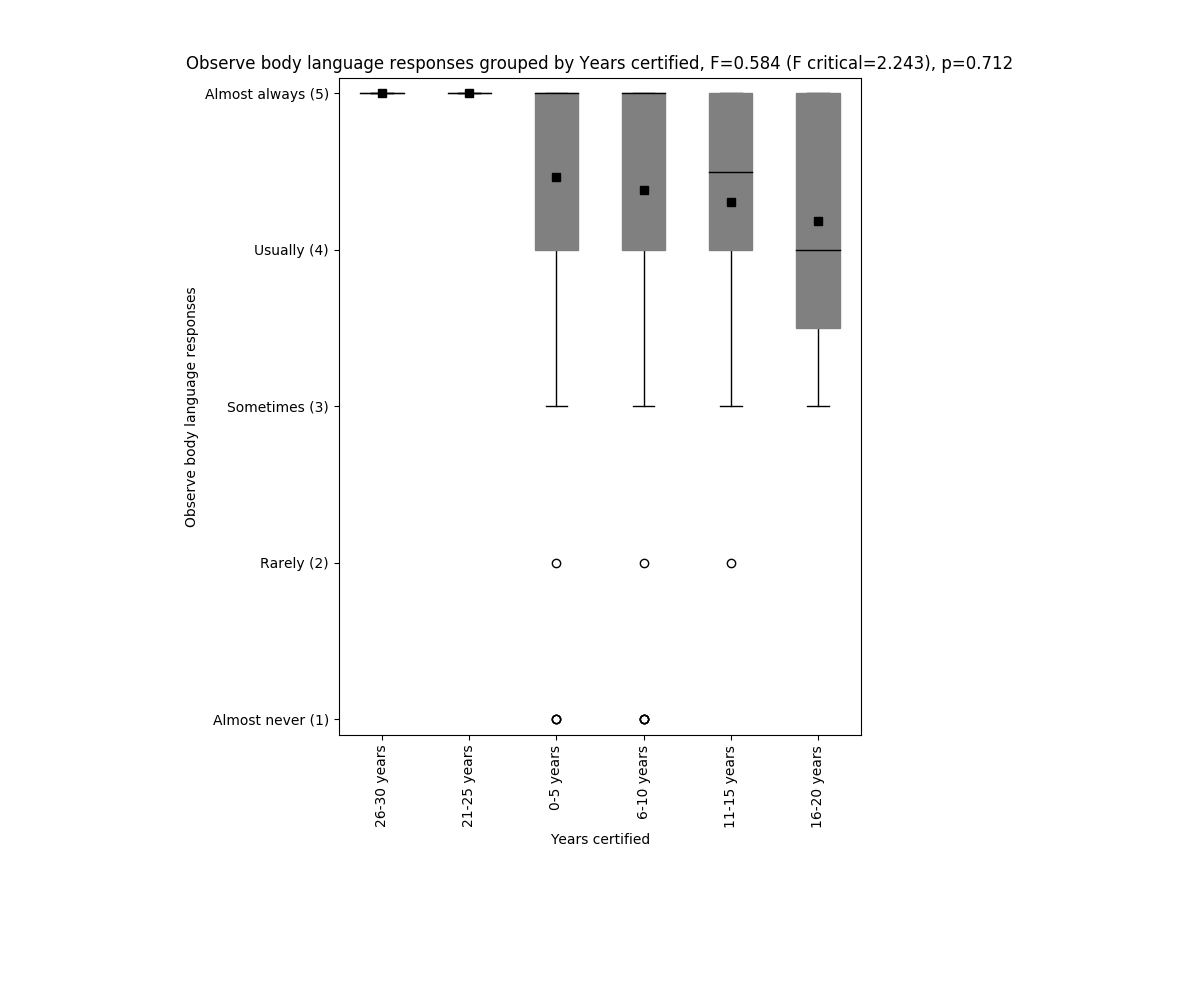 Observe body language responses grouped by Years certified, F=0.584 (F critical=2.243), p=0.712
Almost always (5)
Usually (4)
Sometimes (3)
Rarely (2)
Almost never (1)
Observe body language responses
26-30 years
21-25 years
0-5 years
6-10 years
11-15 years
16-20 years
Years certified